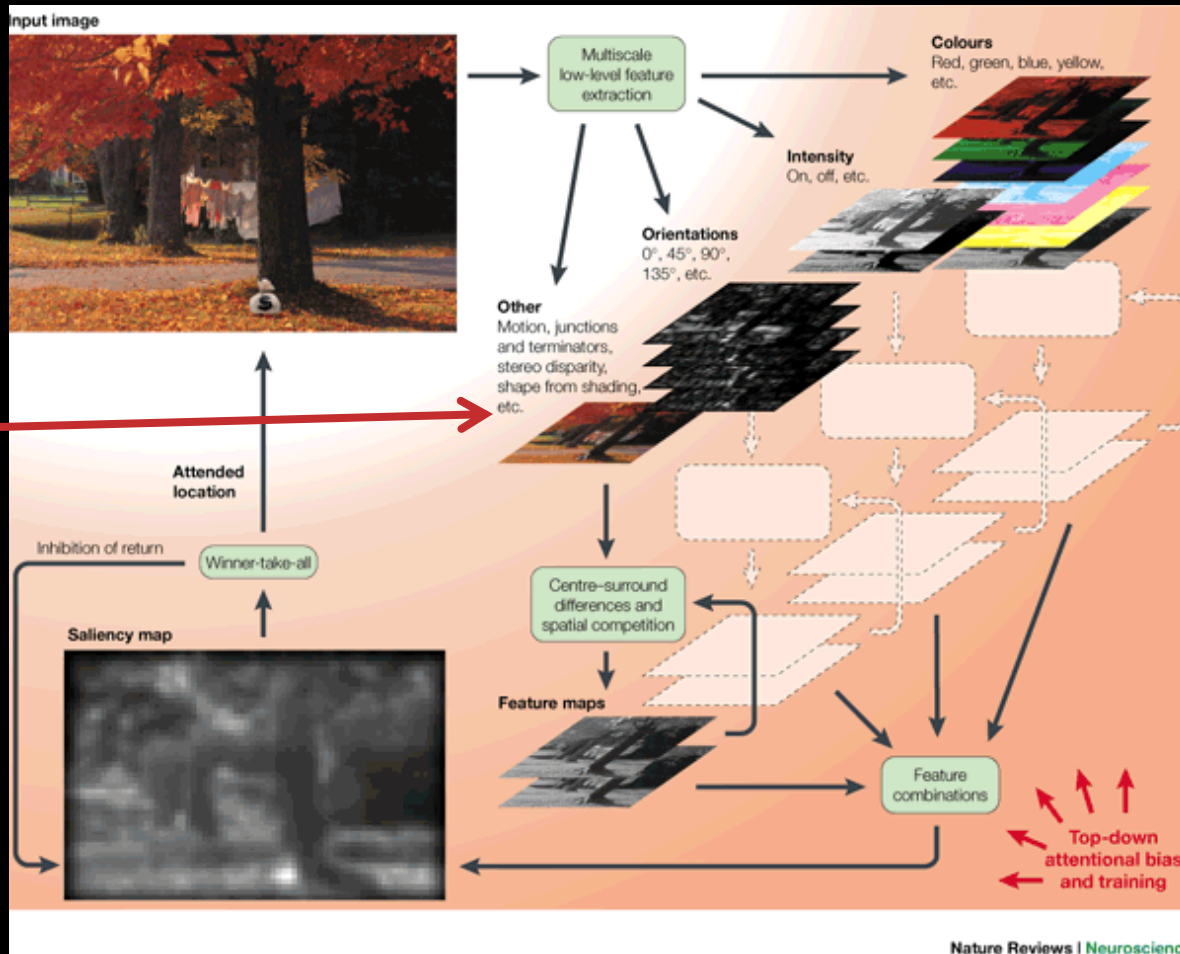 Input image
Multiscale
low-level feature
extraction
Colours
Red, green, blue, yellow,
etc.
Intensity
On, off, etc.
Orientations
0°, 45°, 90°,
135°, etc.
Other
Motion, junctions
and terminators,
stereo disparity,
shape from shading,
etc.
$
Attended
location
Inhibition of return
Winner-take-all
Centre–surround
differences and
spatial competition
Saliency map
Feature maps
Feature
combinations
Top-down
attentional bias
and training
Nature Reviews | Neuroscienc